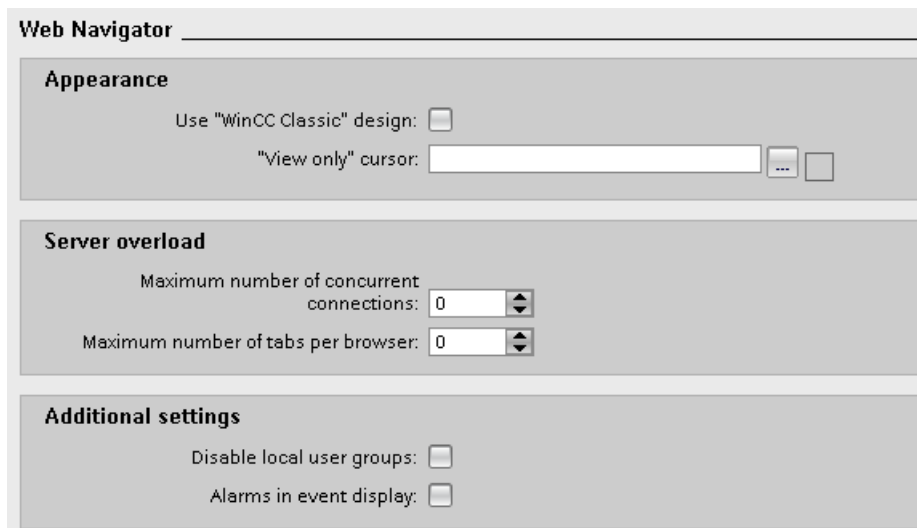 Web Navigator
Appearance
Use "WinCC Classic" design:
"View only" cursor:
...
Server overload
Maximum number of concurrent
connections: 0
Maximum number of tabs per browser: 0
Additional settings
Disable local user groups:
Alarms in event display: